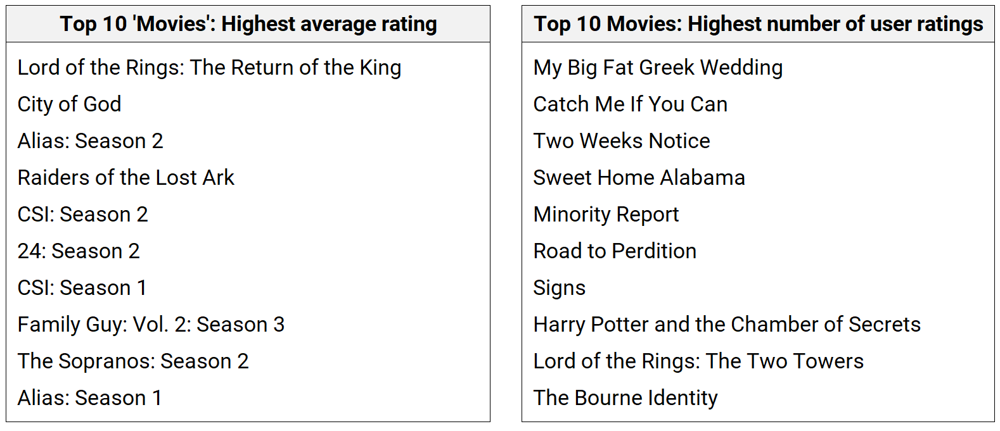 Top 10 'Movies': Highest average rating
Lord of the Rings: The Return of the King
City of God
Alias: Season 2
Raiders of the Lost Ark
CSI: Season 2
24: Season 2
CSI: Season 1
Family Guy: Vol. 2: Season 3
The Sopranos: Season 2
Alias: Season 1
Top 10 Movies: Highest number of user ratings
My Big Fat Greek Wedding
Catch Me If You Can
Two Weeks Notice
Sweet Home Alabama
Minority Report
Road to Perdition
Signs
Harry Potter and the Chamber of Secrets
Lord of the Rings: The Two Towers
The Bourne Identity